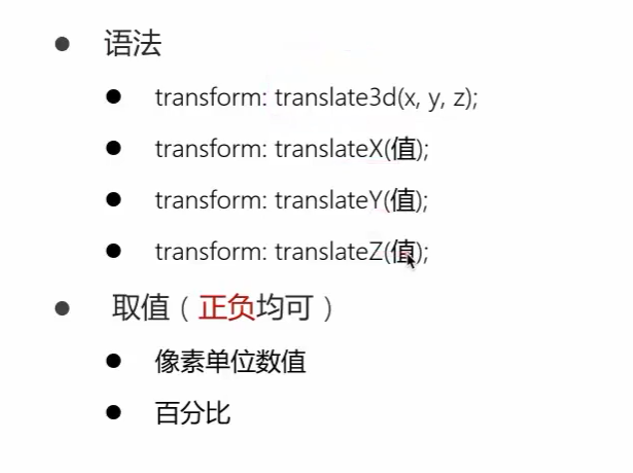 语法
transform: translate3d(x, y, z);
transform: translateX(值);
transform: translateY(值);
transform: translateZ(值);
取值（正负均可）
像素单位数值
百分比